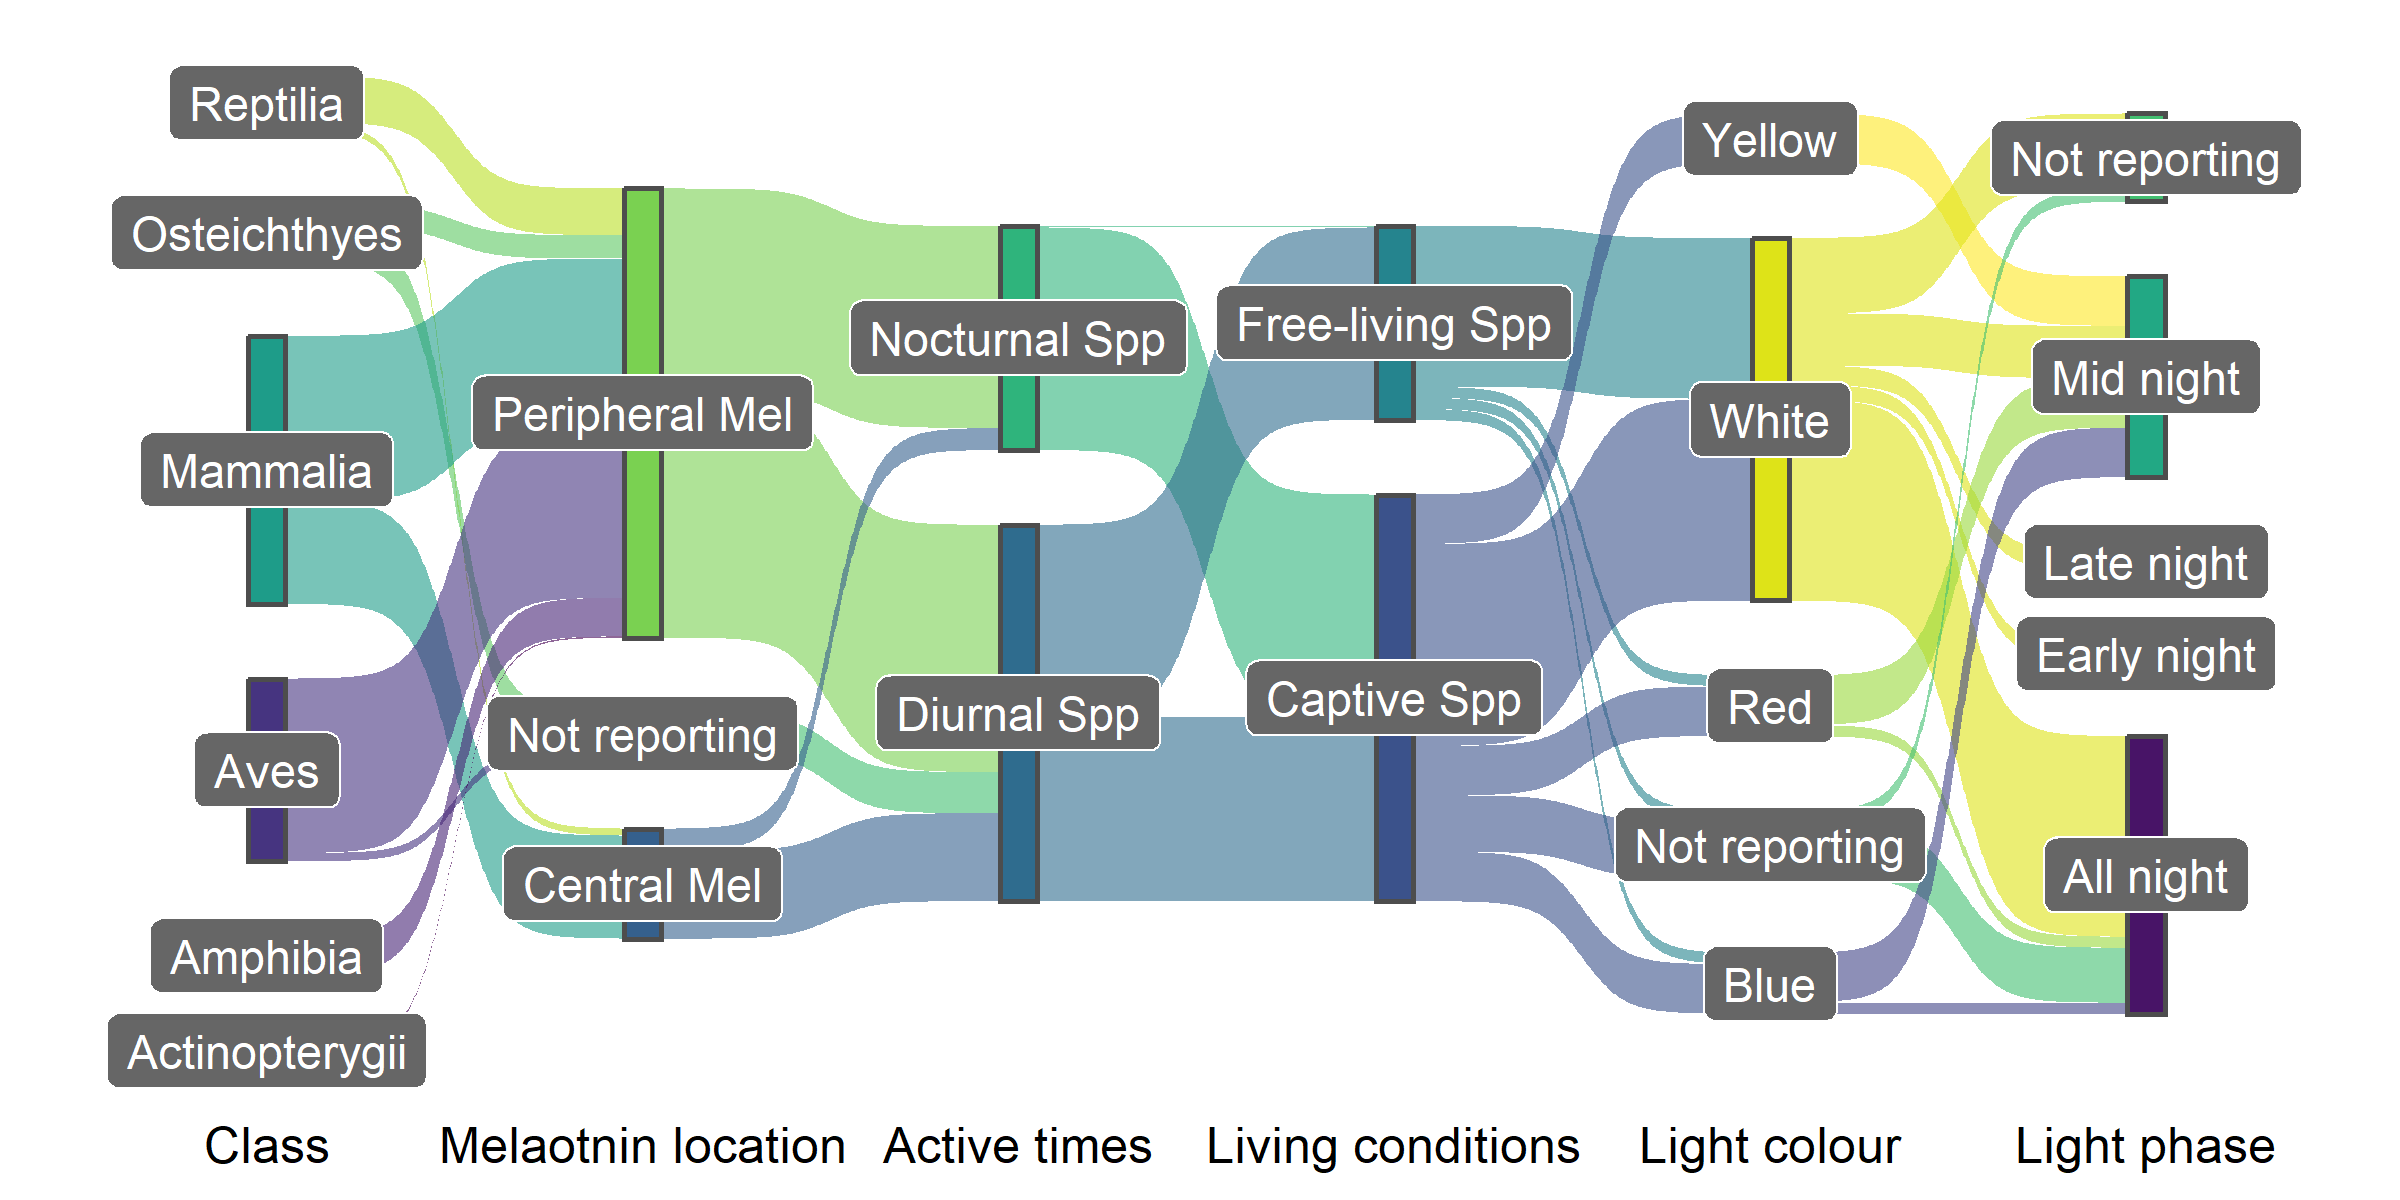 Reptilia
Osteichthyes
Mammalia
Aves
Amphibia
Actinopterygii
Peripheral Mel
Not reporting
Central Mel
Nocturnal Spp
Diurnal Spp
Free-living Spp
Captive Spp
Yellow
White
Red
Not reporting
Blue
Not reporting
Mid night
Late night
Early night
All night
Class
Melaotnin location
Active times
Living conditions
Light colour
Light phase